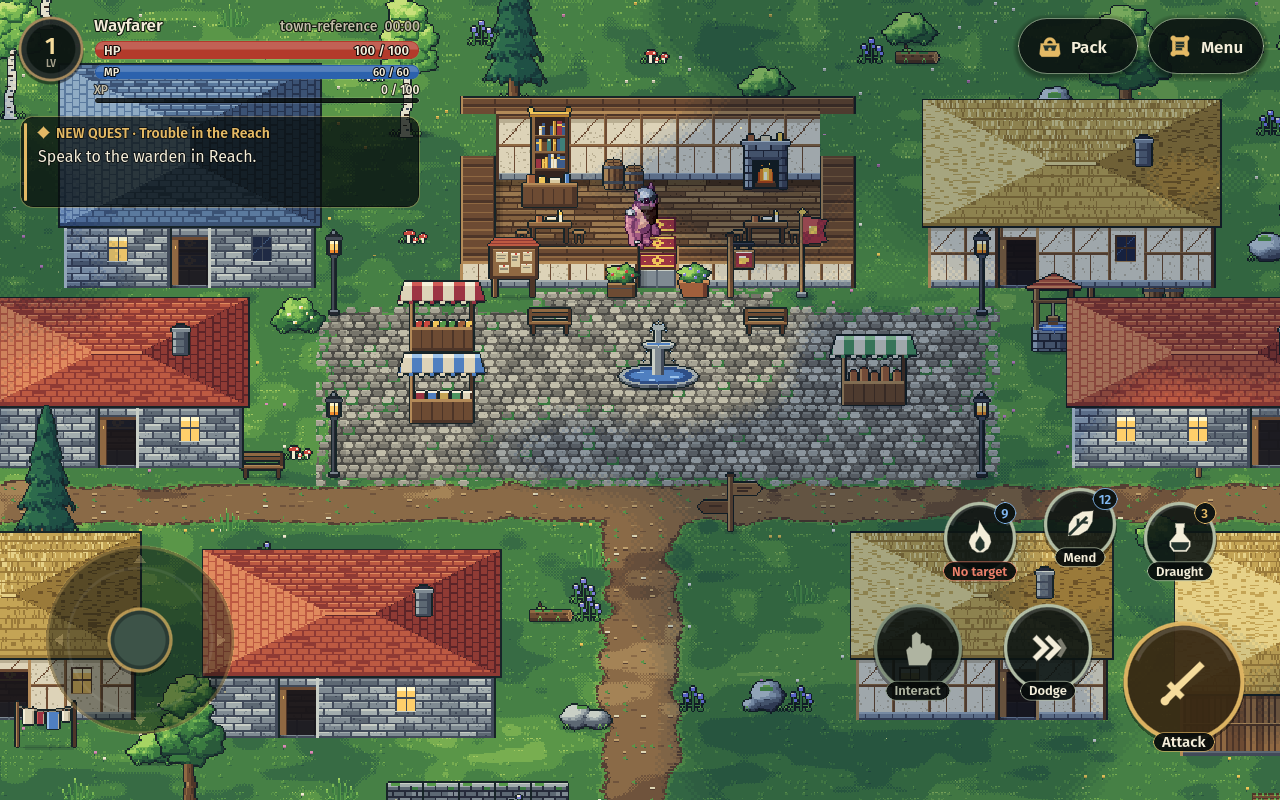 Wayfarer
town-reference 00:00
1
LV
HP 100 / 100
MP 60 / 60
XP 0 / 100
NEW QUEST · Trouble in the Reach
Speak to the warden in Reach.
Pack
Menu
9
No target
12
Mend
3
Draught
Interact
Dodge
Attack